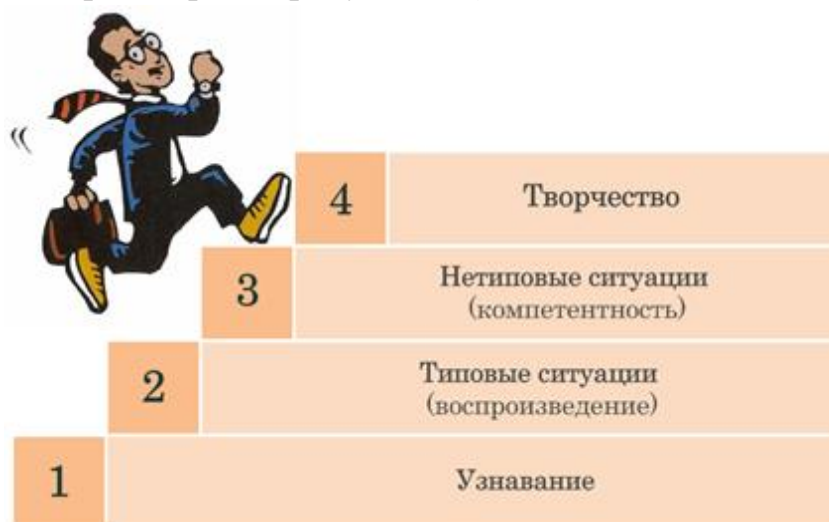 4 Творчество
3 Нетиповые ситуации
(компетентность)
2 Типовые ситуации
(воспроизведение)
1 Узнавание